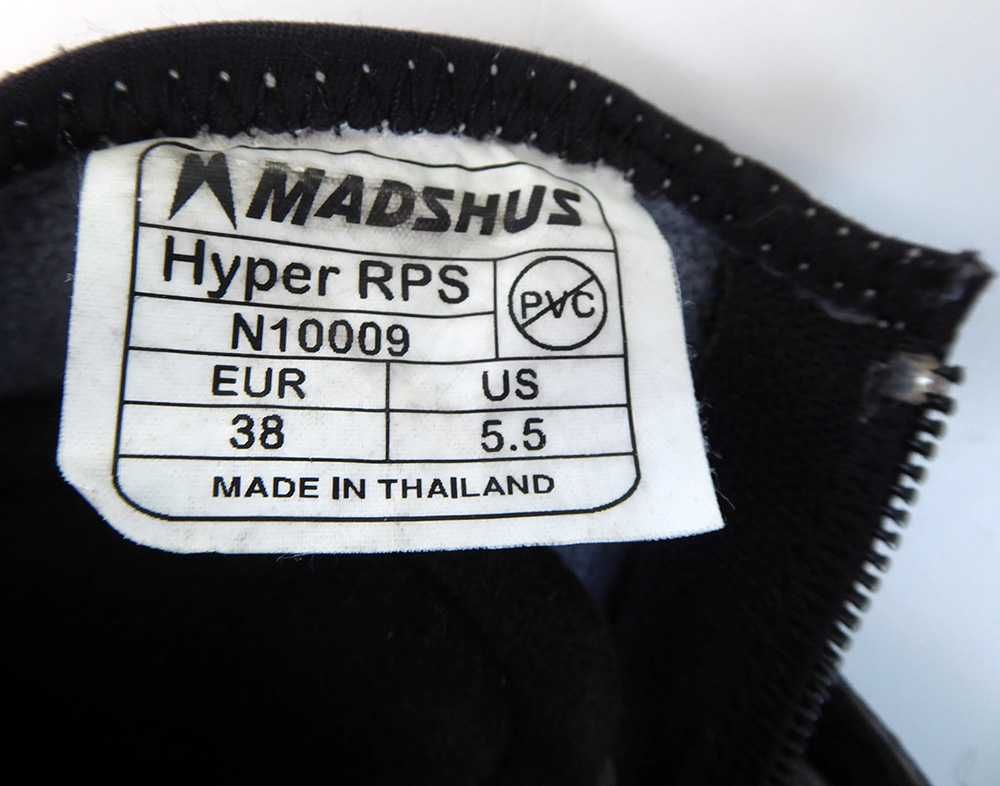 MADSHUS
Hyper RPS
PVC
N10009
EUR US
38 5.5
MADE IN THAILAND